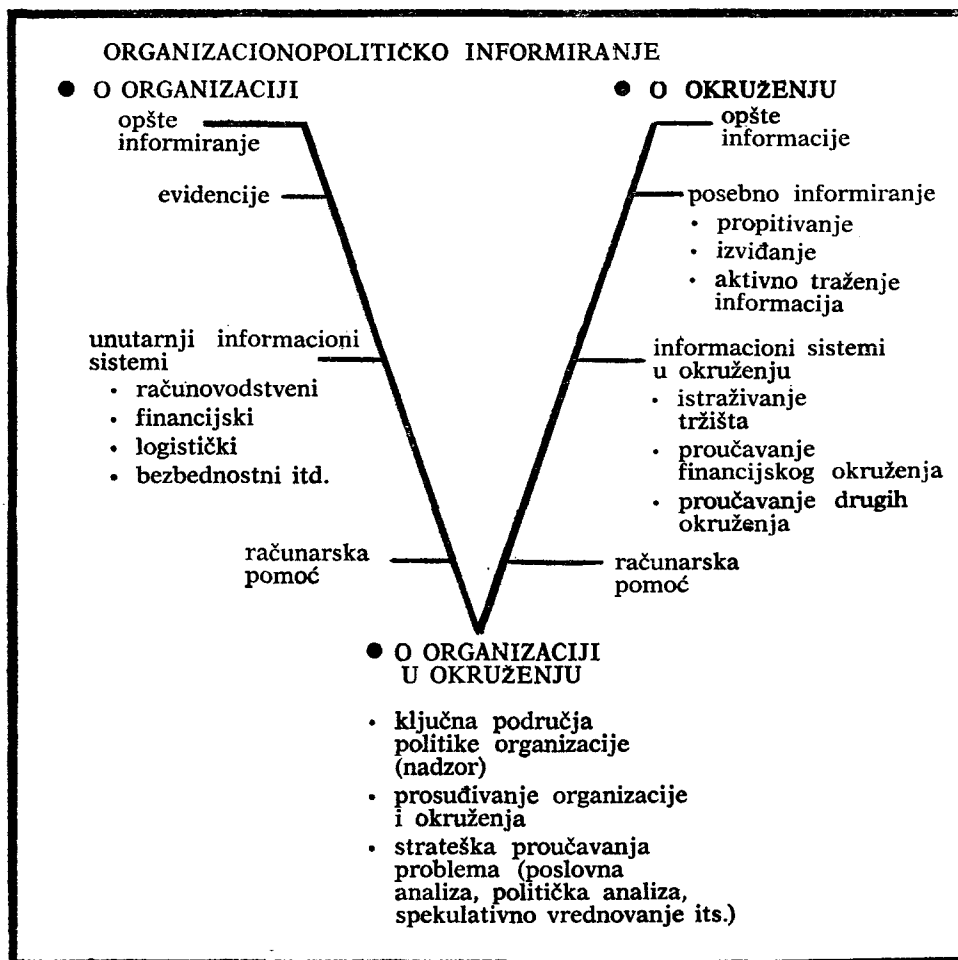 ORGANIZACIONOPOLITIČKO INFORMIRANJE
● O ORGANIZACIJI
opšte
informiranje
evidencije
unutarnji informacioni
sistemi
• računovodstveni
• financijski
• logistički
• bezbednostni itd.
računarska
pomoć
● O OKRUŽENJU
opšte
informacije
posebno informiranje
• propitivanje
• izviđanje
• aktivno traženje
informacija
informacioni sistemi
u okruženju
• istraživanje
tržišta
• proučavanje
financijskog okruženja
• proučavanje drugih
okruženja
računarska
pomoć
● O ORGANIZACIJI
U OKRUŽENJU
• ključna područja
politike organizacije
(nadzor)
• prosuđivanje organizacije
i okruženja
• strateška proučavanja
problema (poslovna
analiza, politička analiza,
spekulativno vrednovanje its.)